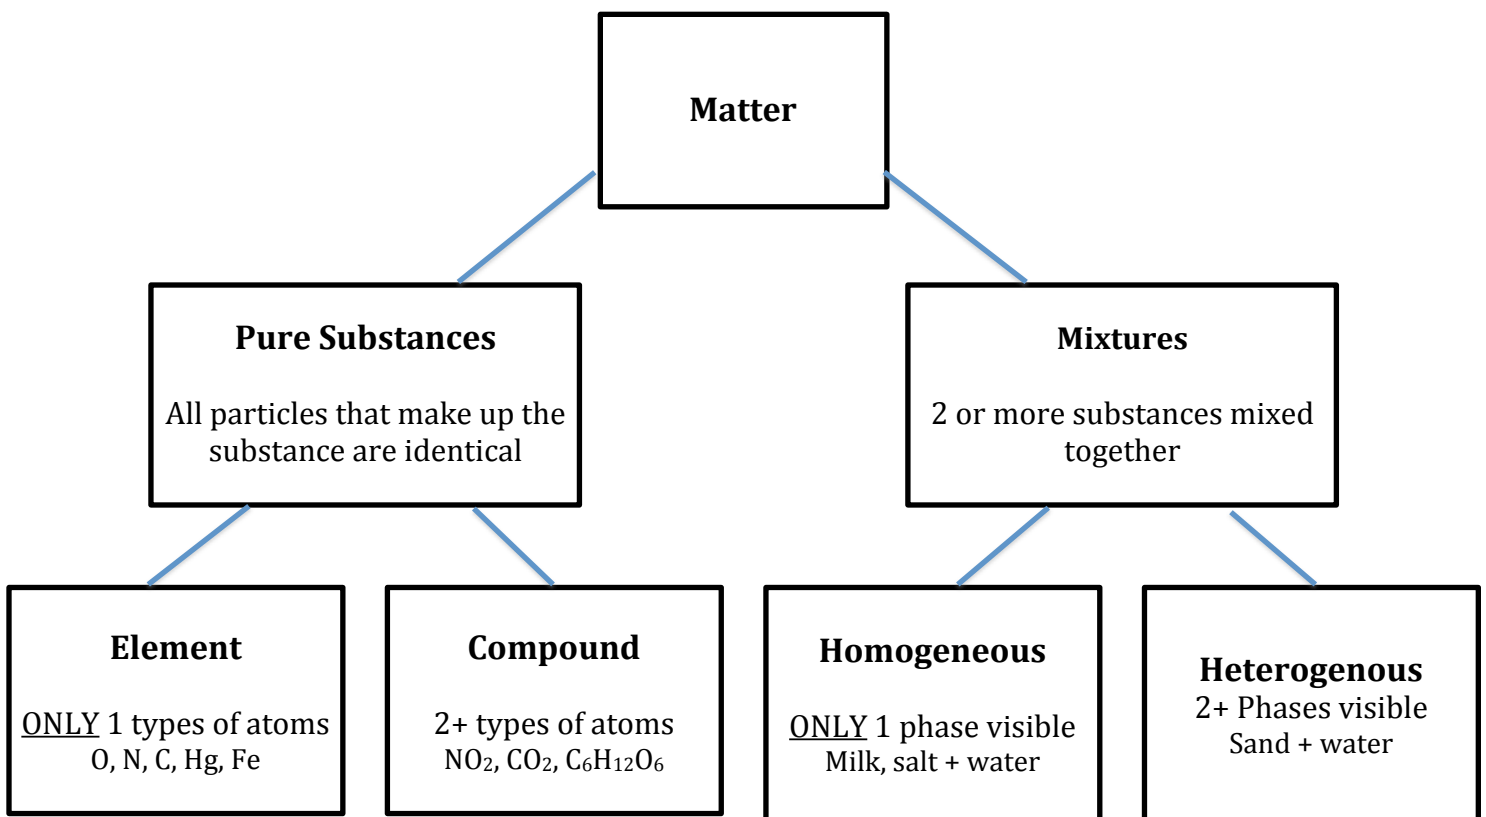 Matter
Pure Substances
All particles that make up the
substance are identical
Mixtures
2 or more substances mixed
together
Element
ONLY 1 types of atoms
O, N, C, Hg, Fe
Compound
2+ types of atoms
NO₂, CO₂, C₆H₁₂O₆
Homogeneous
ONLY 1 phase visible
Milk, salt + water
Heterogenous
2+ Phases visible
Sand + water